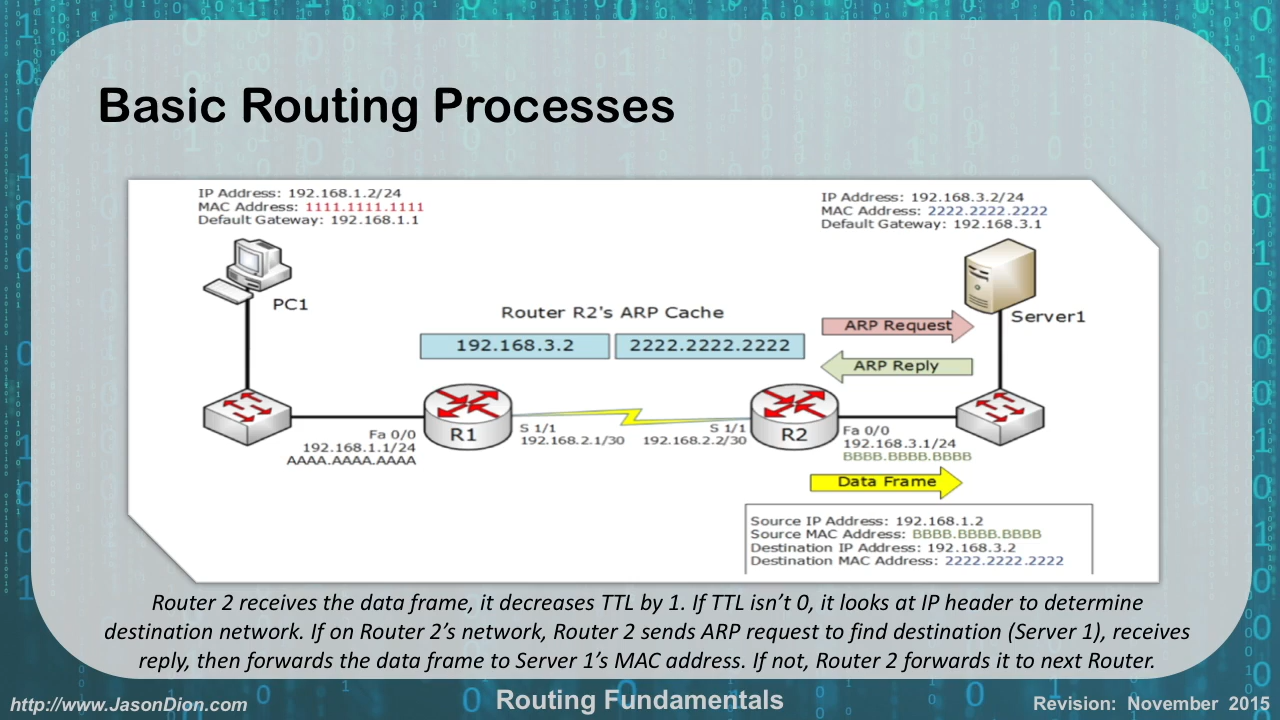 Basic Routing Processes
IP Address: 192.168.1.2/24
MAC Address: 1111.1111.1111
Default Gateway: 192.168.1.1
IP Address: 192.168.3.2/24
MAC Address: 2222.2222.2222
Default Gateway: 192.168.3.1
PC1
Server1
Router R2's ARP Cache
192.168.3.2
2222.2222.2222
ARP Request
ARP Reply
R1
R2
Fa 0/0
192.168.1.1/24
AAAA.AAAA.AAAA
S 1/1
192.168.2.1/30
S 1/1
192.168.2.2/30
Fa 0/0
192.168.3.1/24
BBBB.BBBB.BBBB
Data Frame
Source IP Address: 192.168.1.2
Source MAC Address: BBBB.BBBB.BBBB
Destination IP Address: 192.168.3.2
Destination MAC Address: 2222.2222.2222
Router 2 receives the data frame, it decreases TTL by 1. If TTL isn’t 0, it looks at IP header to determine
destination network. If on Router 2’s network, Router 2 sends ARP request to find destination (Server 1), receives
reply, then forwards the data frame to Server 1’s MAC address. If not, Router 2 forwards it to next Router.
http://www.JasonDion.com
Routing Fundamentals
Revision: November 2015